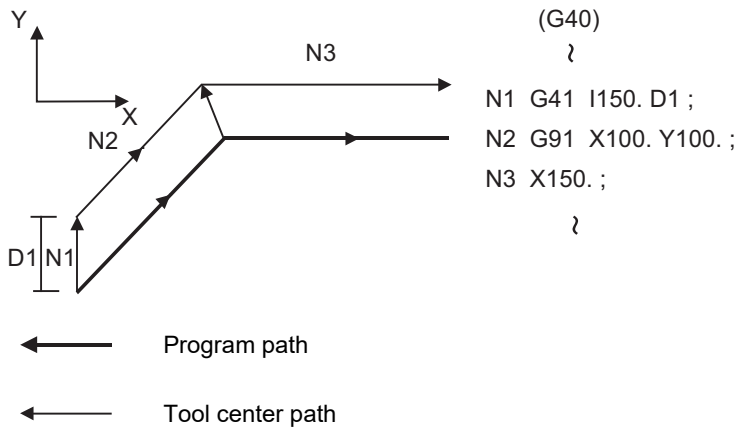 Y
X
N3
N2
D1
N1
(G40)
~
N1 G41 I150. D1 ;
N2 G91 X100. Y100. ;
N3 X150. ;
~
Program path
Tool center path